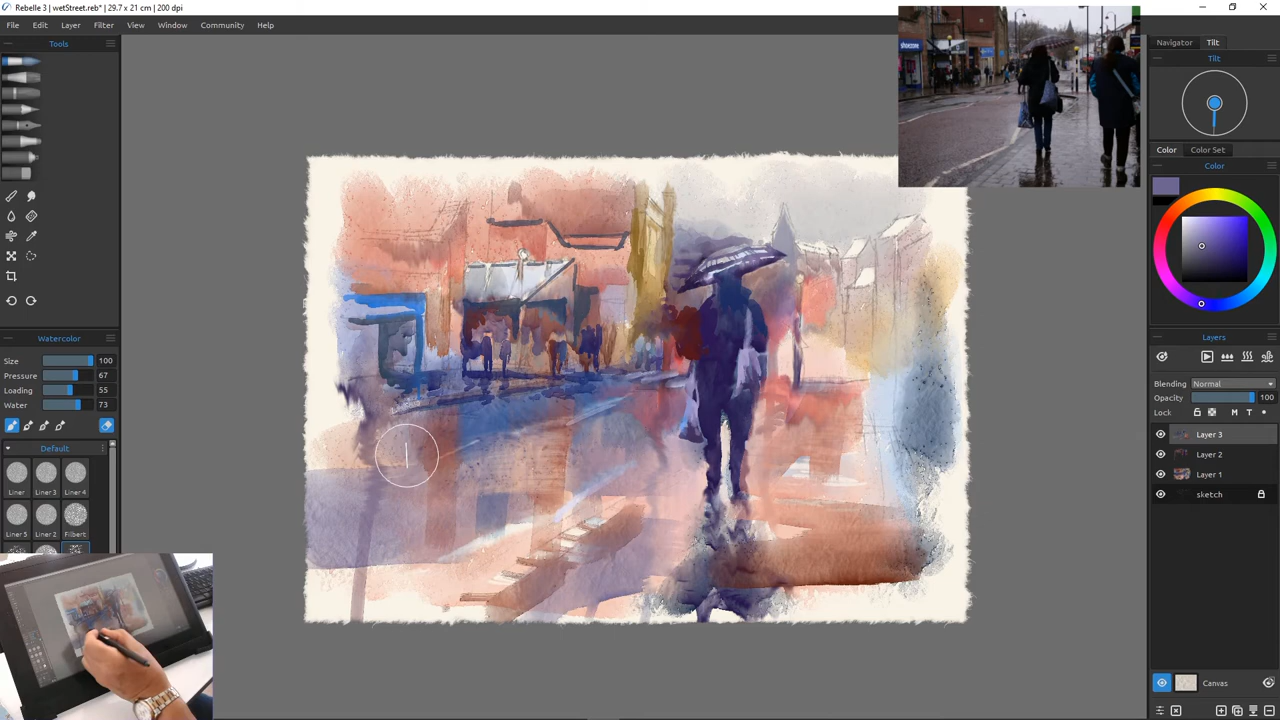 Rebelle 3 | wetStreet.reb* | 29.7 x 21 cm | 200 dpi
File Edit Layer Filter View Window Community Help
Tools
shoezone
Navigator Tilt
Tilt
Color Color Set
Color
Watercolor
Size 100
Pressure 67
Loading 55
Water 73
Default
Liner Liner 3 Liner 4
Liner 5 Liner 2 Filbert
Layers
Blending Normal
Opacity 100
Lock M T
Layer 3
Layer 2
Layer 1
sketch
Canvas